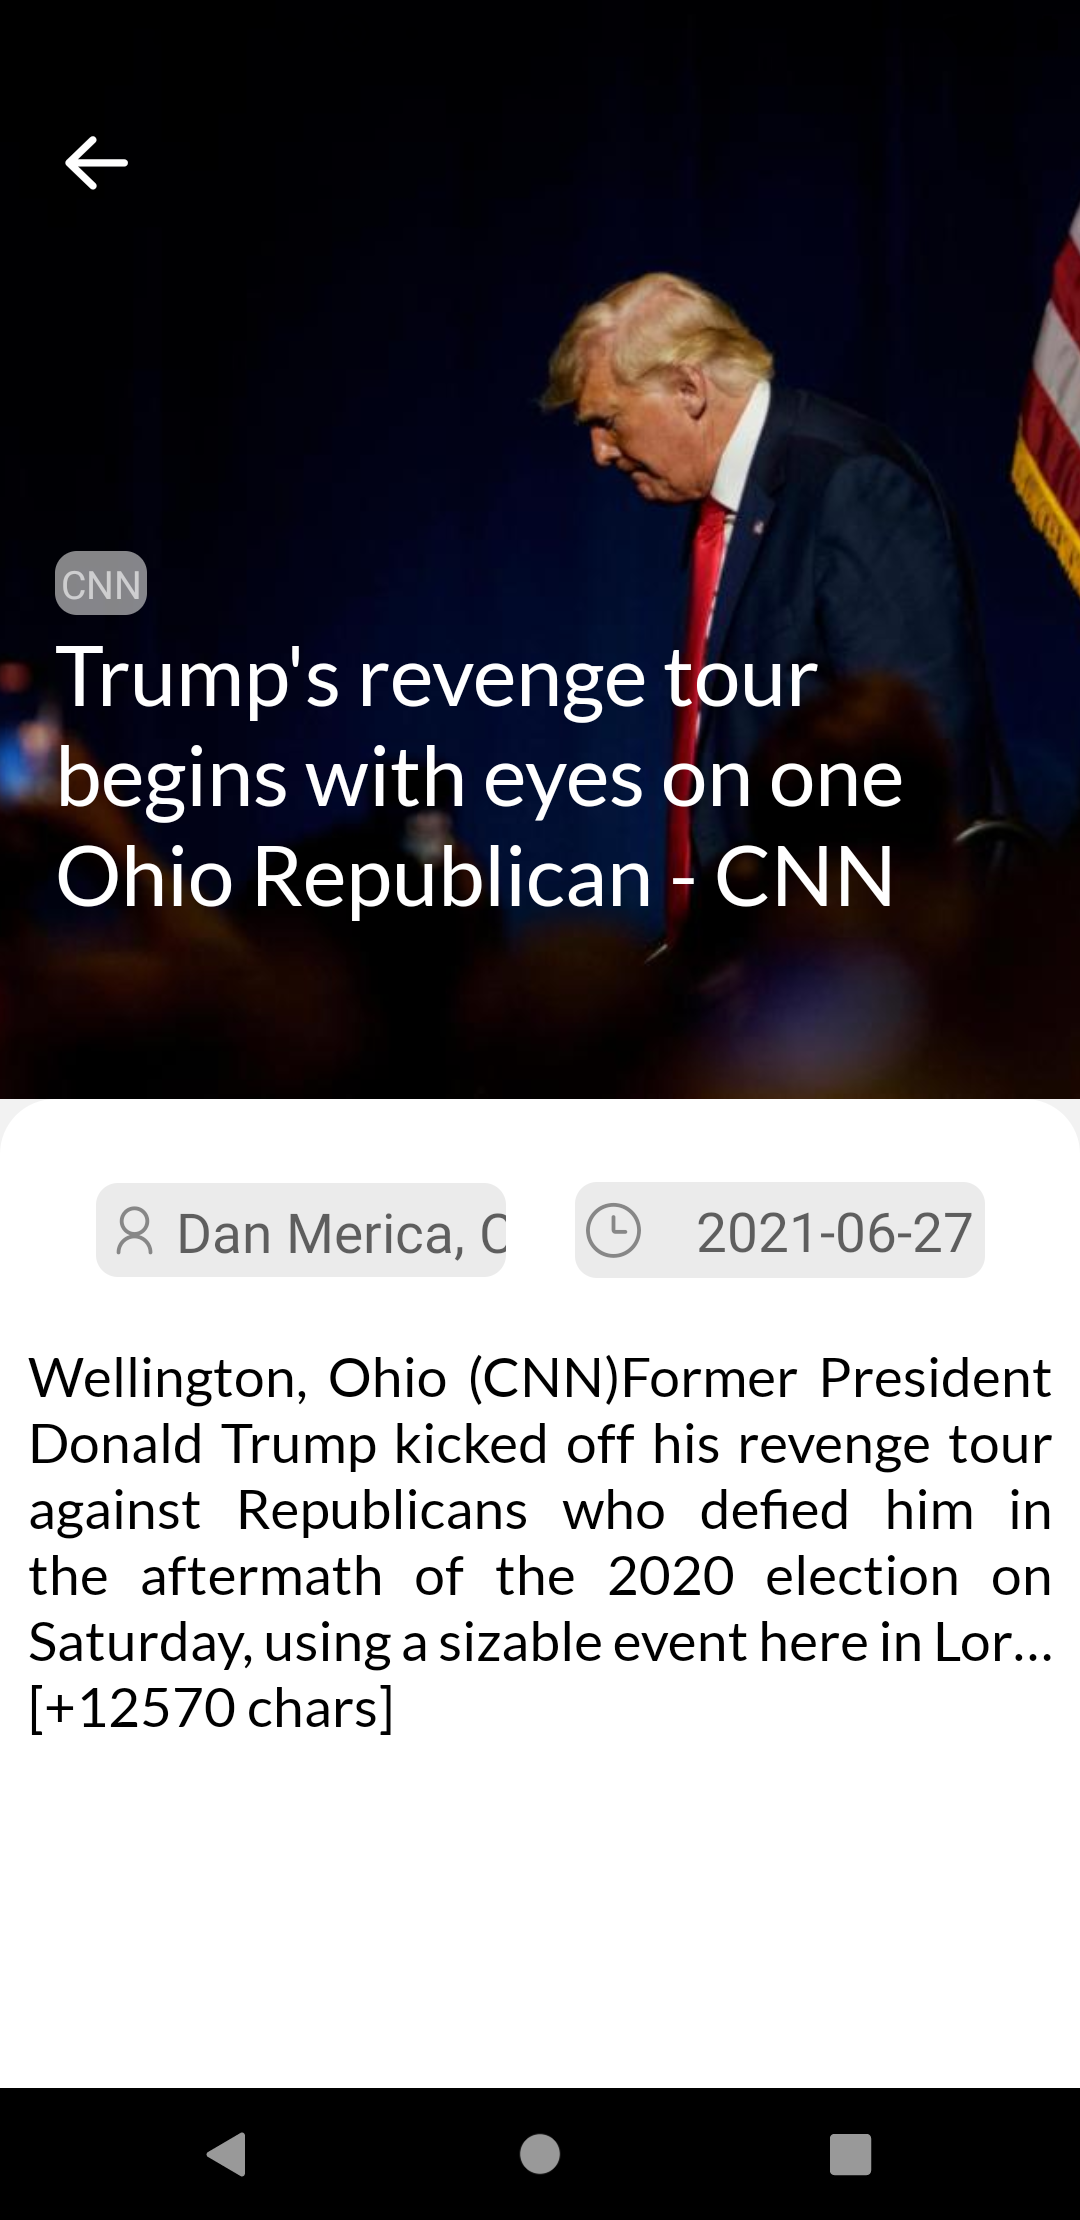 CNN
Trump's revenge tour
begins with eyes on one
Ohio Republican - CNN
Dan Merica, C
2021-06-27
Wellington, Ohio (CNN)Former President
Donald Trump kicked off his revenge tour
against Republicans who defied him in
the aftermath of the 2020 election on
Saturday, using a sizable event here in Lor…
[+12570 chars]